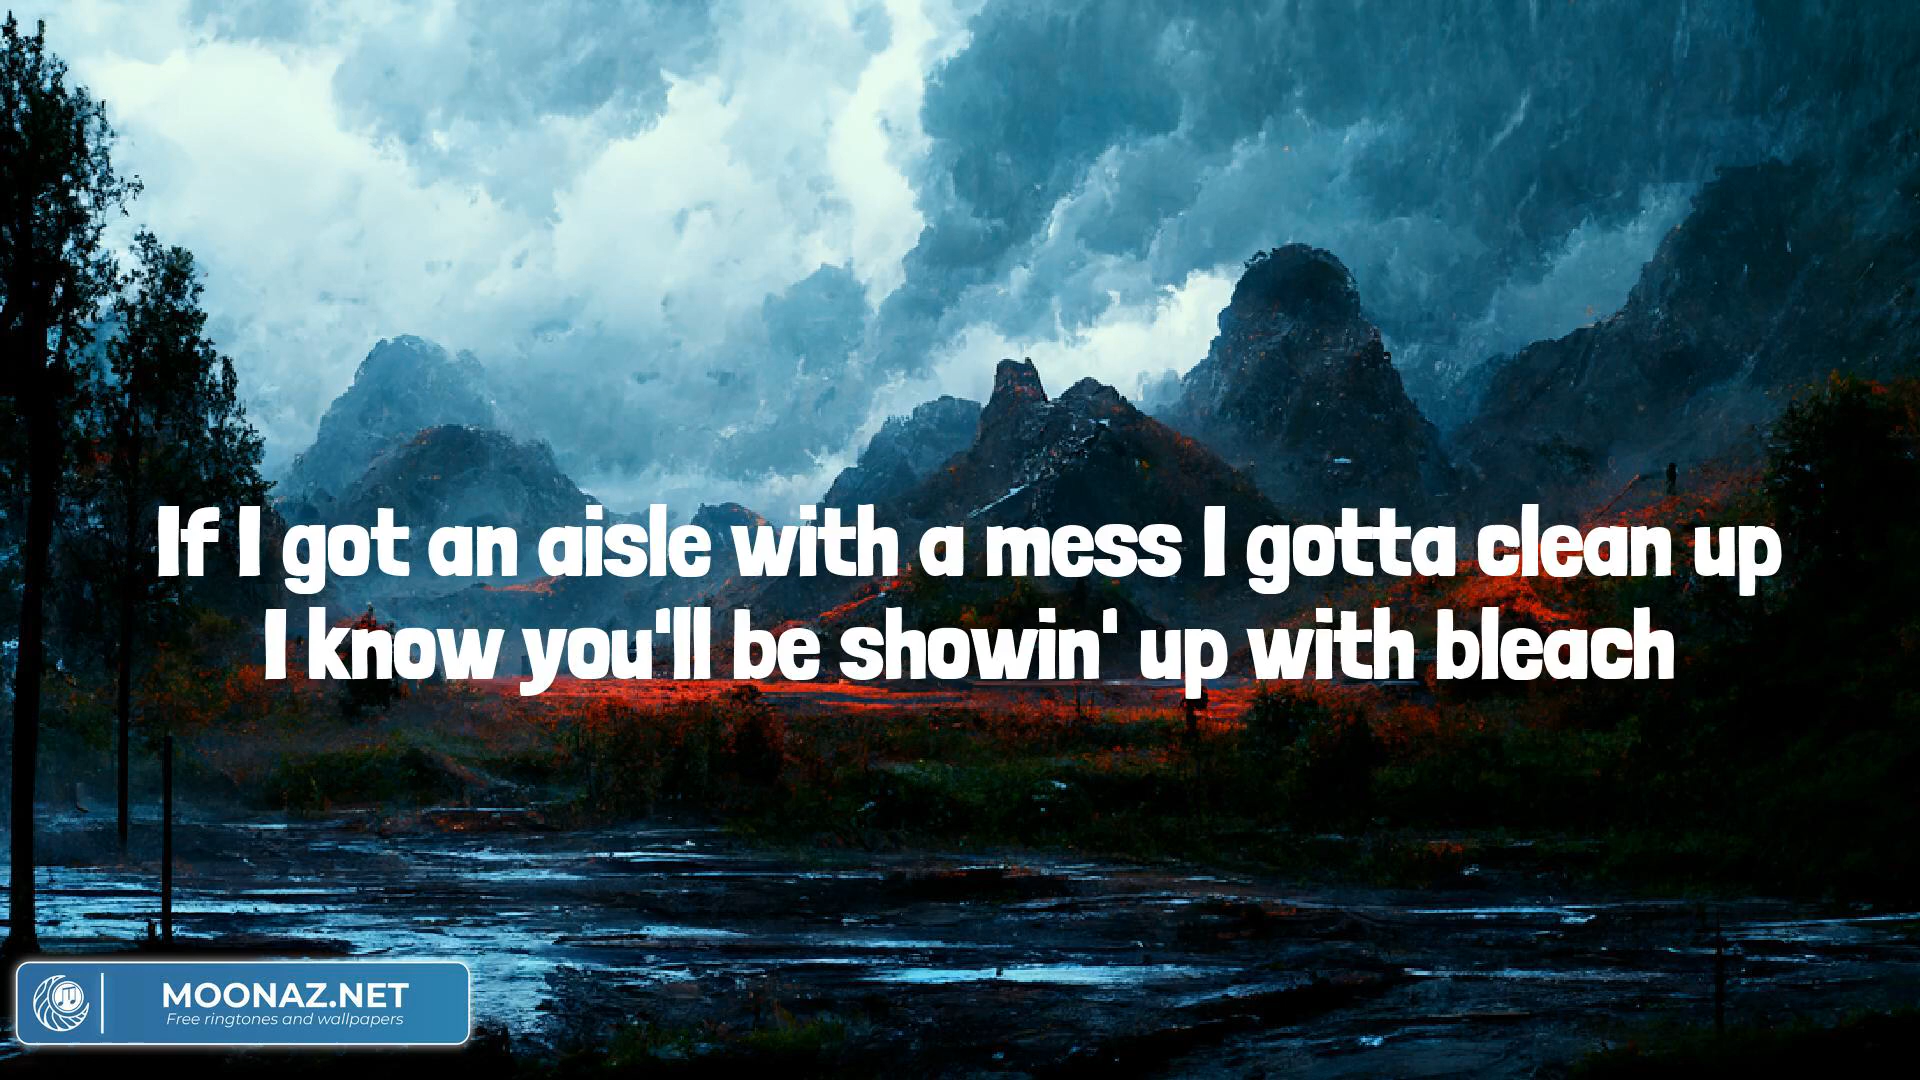 If I got an aisle with a mess I gotta clean up
I know you'll be showin' up with bleach
MOONAZ.NET
Free ringtones and wallpapers